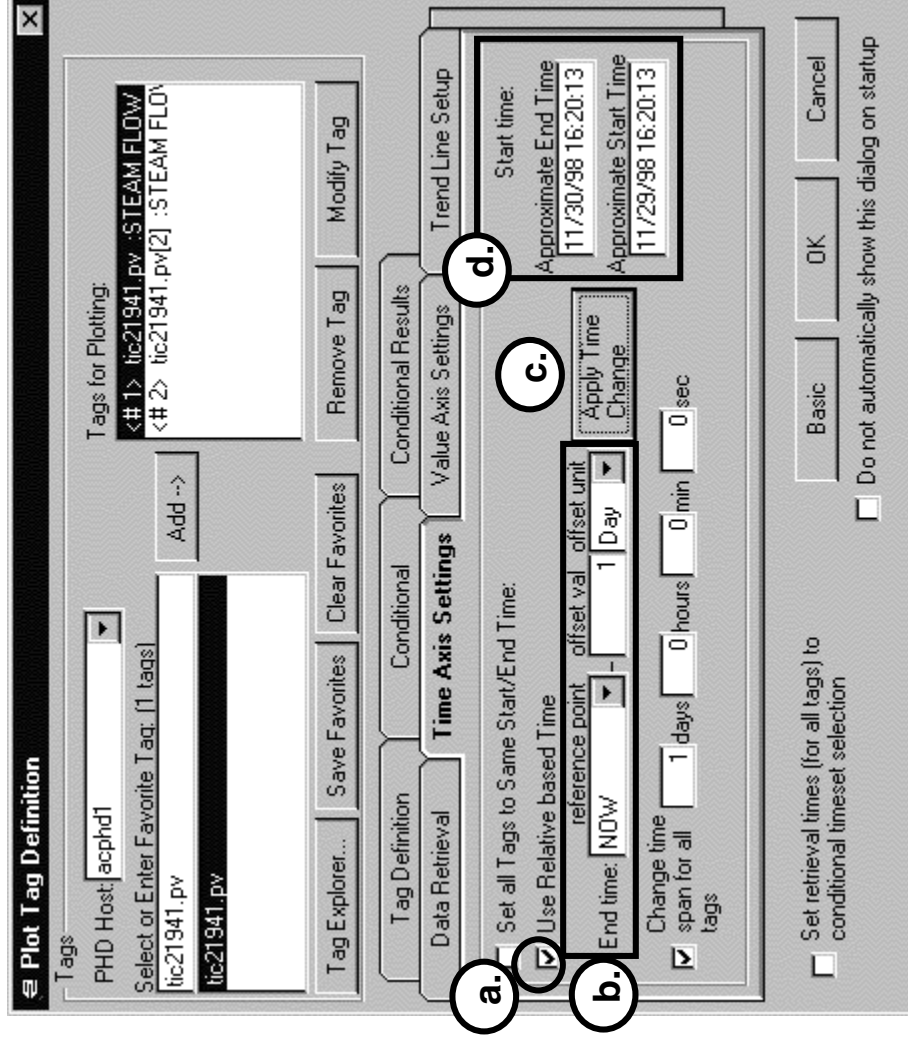 Plot Tag Definition
Tags
PHD Host: acphd1
Tags for Plotting:
Select or Enter Favorite Tag: (1 tags)
tic21941.pv
tic21941.pv
Add -->
<# 1> tic21941.pv :STEAM FLOW
<# 2> tic21941.pv[2] :STEAM FLOW
Tag Explorer...
Save Favorites
Clear Favorites
Remove Tag
Modify Tag
Tag Definition
Conditional
Conditional Results
Data Retrieval
Time Axis Settings
Value Axis Settings
Trend Line Setup
a.
Set all Tags to Same Start/End Time:
Use Relative based Time
reference point
offset val
offset unit
b.
End time: NOW - 1 Day
c.
Apply Time
Change
d.
Start time:
Approximate End Time
11/30/98 16:20:13
Approximate Start Time
11/29/98 16:20:13
Change time
span for all
tags
1 days 0 hours 0 min 0 sec
Set retrieval times (for all tags) to
conditional timeset selection
Basic
OK
Cancel
Do not automatically show this dialog on startup